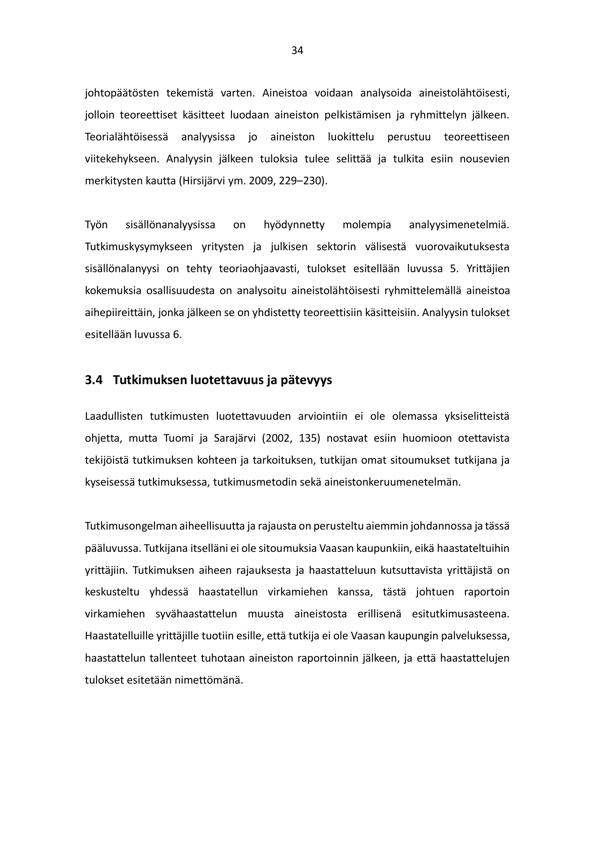 34
johtopäätösten tekemistä varten. Aineistoa voidaan analysoida aineistolähtöisesti,
jolloin teoreettiset käsitteet luodaan aineiston pelkistämisen ja ryhmittelyn jälkeen.
Teorialähtöisessä analyysissa jo aineiston luokittelu perustuu teoreettiseen
viitekehykseen. Analyysin jälkeen tuloksia tulee selittää ja tulkita esiin nousevien
merkitysten kautta (Hirsijärvi ym. 2009, 229–230).
Työn sisällönanalyysissa on hyödynnetty molempia analyysimenetelmiä.
Tutkimuskysymykseen yritysten ja julkisen sektorin välisestä vuorovaikutuksesta
sisällönalanyysi on tehty teoriaohjaavasti, tulokset esitellään luvussa 5. Yrittäjien
kokemuksia osallisuudesta on analysoitu aineistolähtöisesti ryhmittelemällä aineistoa
aihepiireittäin, jonka jälkeen se on yhdistetty teoreettisiin käsitteisiin. Analyysin tulokset
esitellään luvussa 6.
3.4 Tutkimuksen luotettavuus ja pätevyys
Laadullisten tutkimusten luotettavuuden arviointiin ei ole olemassa yksiselitteistä
ohjetta, mutta Tuomi ja Sarajärvi (2002, 135) nostavat esiin huomioon otettavista
tekijöistä tutkimuksen kohteen ja tarkoituksen, tutkijan omat sitoumukset tutkijana ja
kyseisessä tutkimuksessa, tutkimusmetodin sekä aineistonkeruumenetelmän.
Tutkimusongelman aiheellisuutta ja rajausta on perusteltu aiemmin johdannossa ja tässä
pääluvussa. Tutkijana itselläni ei ole sitoumuksia Vaasan kaupunkiin, eikä haastateltuihin
yrittäjiin. Tutkimuksen aiheen rajauksesta ja haastatteluun kutsuttavista yrittäjistä on
keskusteltu yhdessä haastatellun virkamiehen kanssa, tästä johtuen raportoin
virkamiehen syvähaastattelun muusta aineistosta erillisenä esitutkimusasteena.
Haastatelluille yrittäjille tuotiin esille, että tutkija ei ole Vaasan kaupungin palveluksessa,
haastattelun tallenteet tuhotaan aineiston raportoinnin jälkeen, ja että haastattelujen
tulokset esitetään nimettömänä.